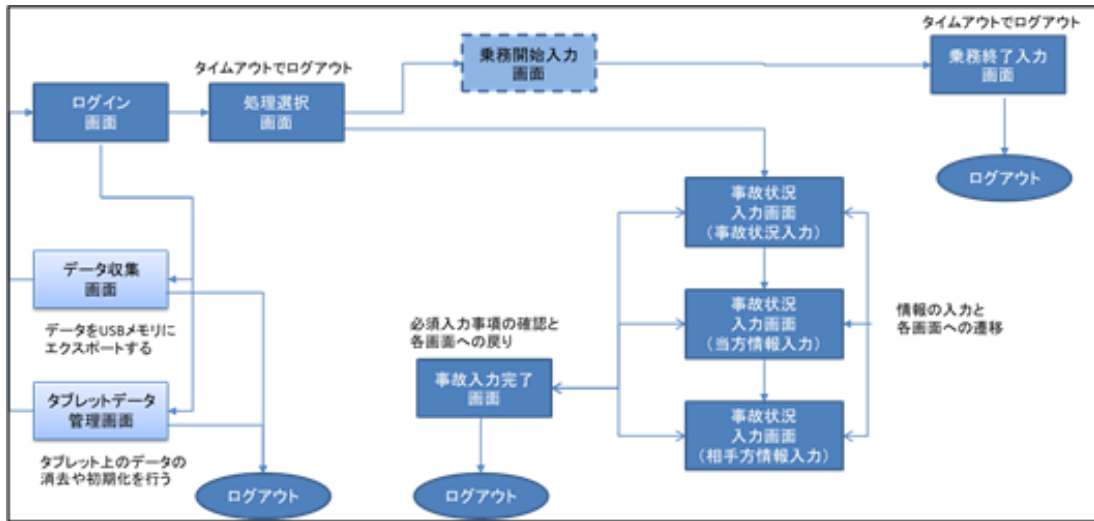 タイムアウトでログアウト
乗務開始入力
画面
タイムアウトでログアウト
乗務終了入力
画面
ログイン
画面
処理選択
画面
ログアウト
事故状況
入力画面
(事故状況入力)
データ収集
画面
データをUSBメモリに
エクスポートする
必須入力事項の確認と
各画面への戻り
事故状況
入力画面
(当方情報入力)
情報の入力と
各画面への遷移
タブレットデータ
管理画面
タブレット上のデータの
消去や初期化を行う
事故入力完了
画面
事故状況
入力画面
(相手方情報入力)
ログアウト
ログアウト